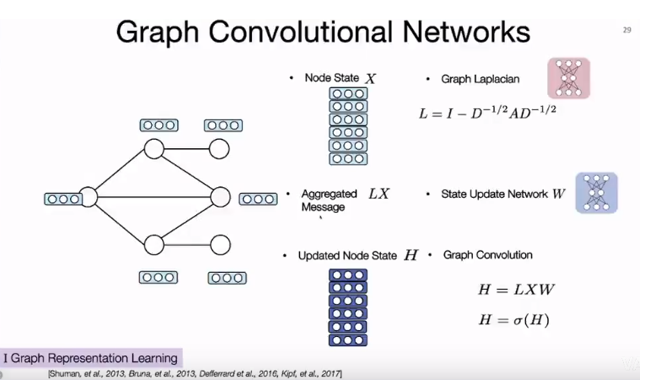 Graph Convolutional Networks
29
• Node State X
• Graph Laplacian
L = I − D^{-1/2} A D^{-1/2}
• Aggregated Message LX
• State Update Network W
• Updated Node State H
• Graph Convolution
H = LXW
H = σ(H)
I Graph Representation Learning
[Shuman, et al., 2013, Bruna, et al., 2013, Defferrard et al., 2016, Kipf, et al., 2017]